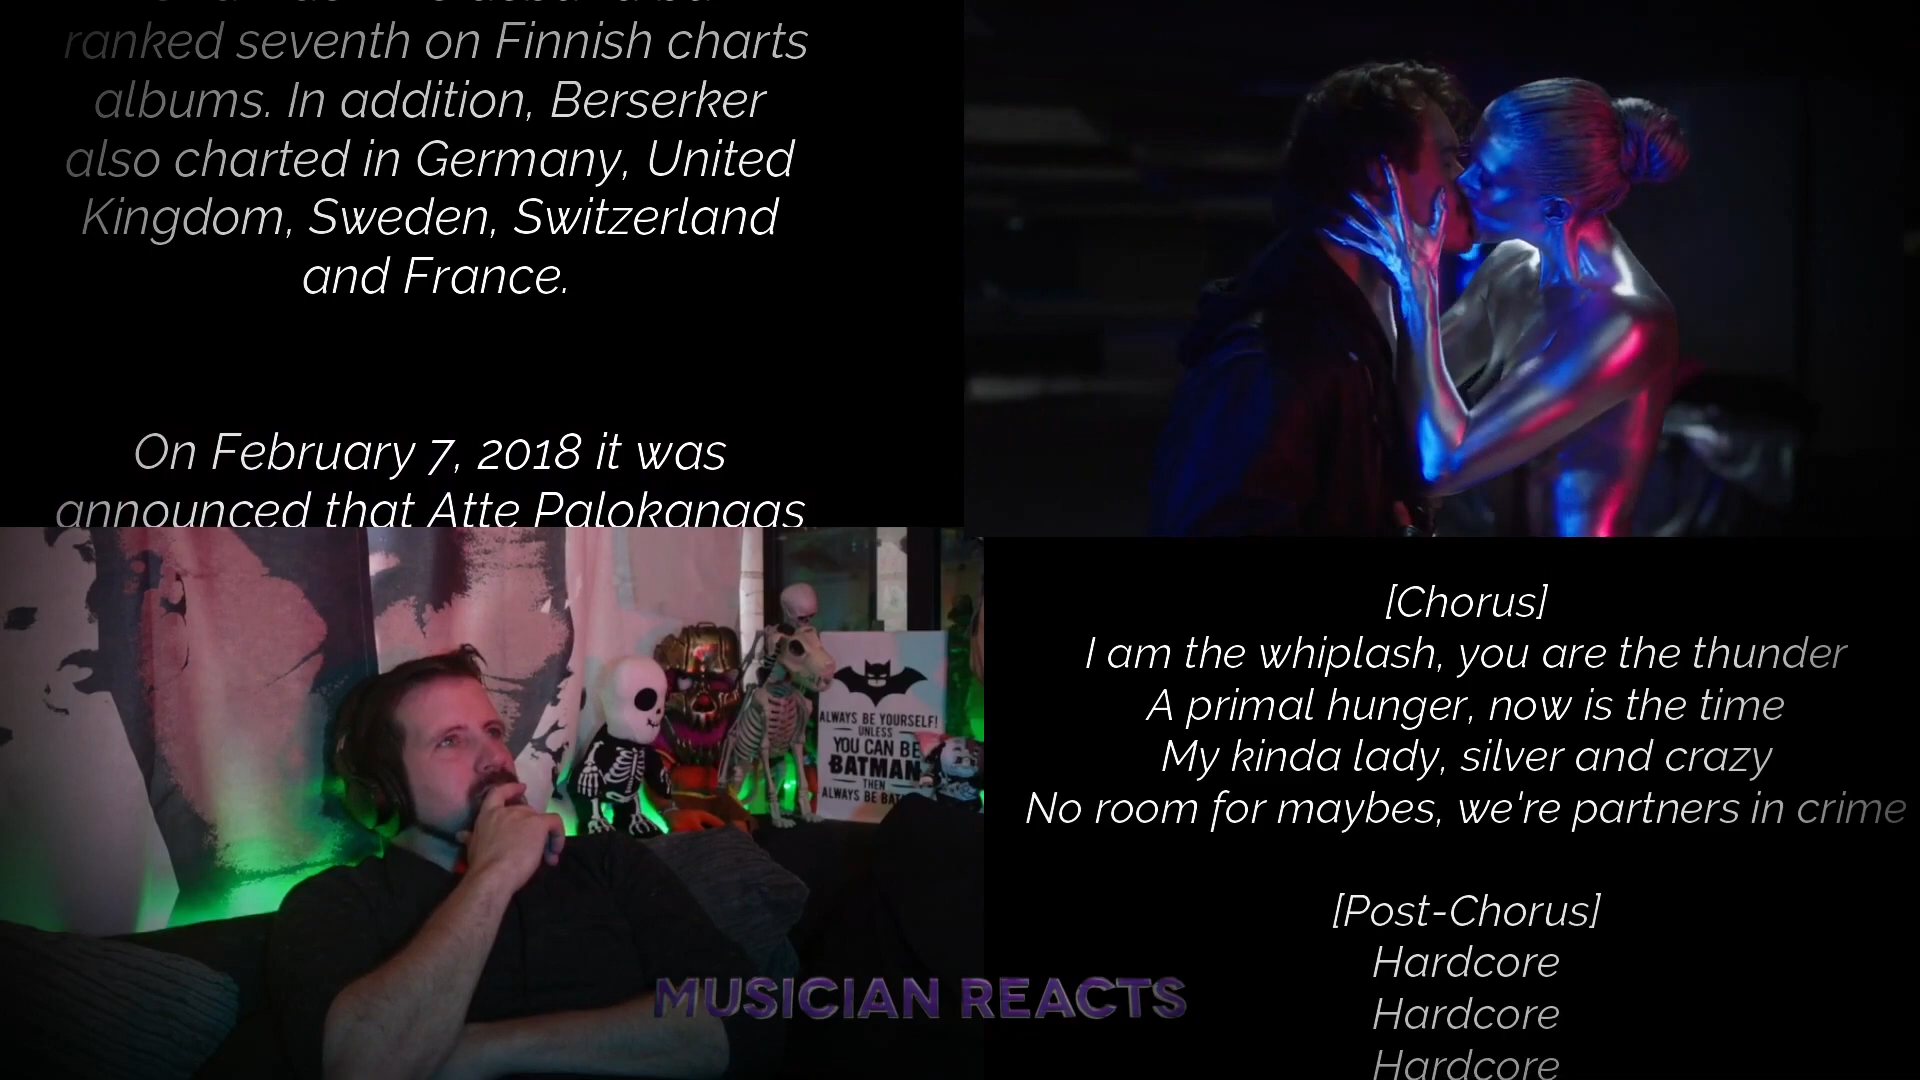 ranked seventh on Finnish charts
albums. In addition, Berserker
also charted in Germany, United
Kingdom, Sweden, Switzerland
and France.
On February 7, 2018 it was
announced that Atte Palokangas
[Chorus]
I am the whiplash, you are the thunder
A primal hunger, now is the time
My kinda lady, silver and crazy
No room for maybes, we're partners in crime
[Post-Chorus]
Hardcore
Hardcore
Hardcore
ALWAYS BE YOURSELF!
UNLESS
YOU CAN BE
BATMAN
THEN
ALWAYS BE
MUSICIAN REACTS